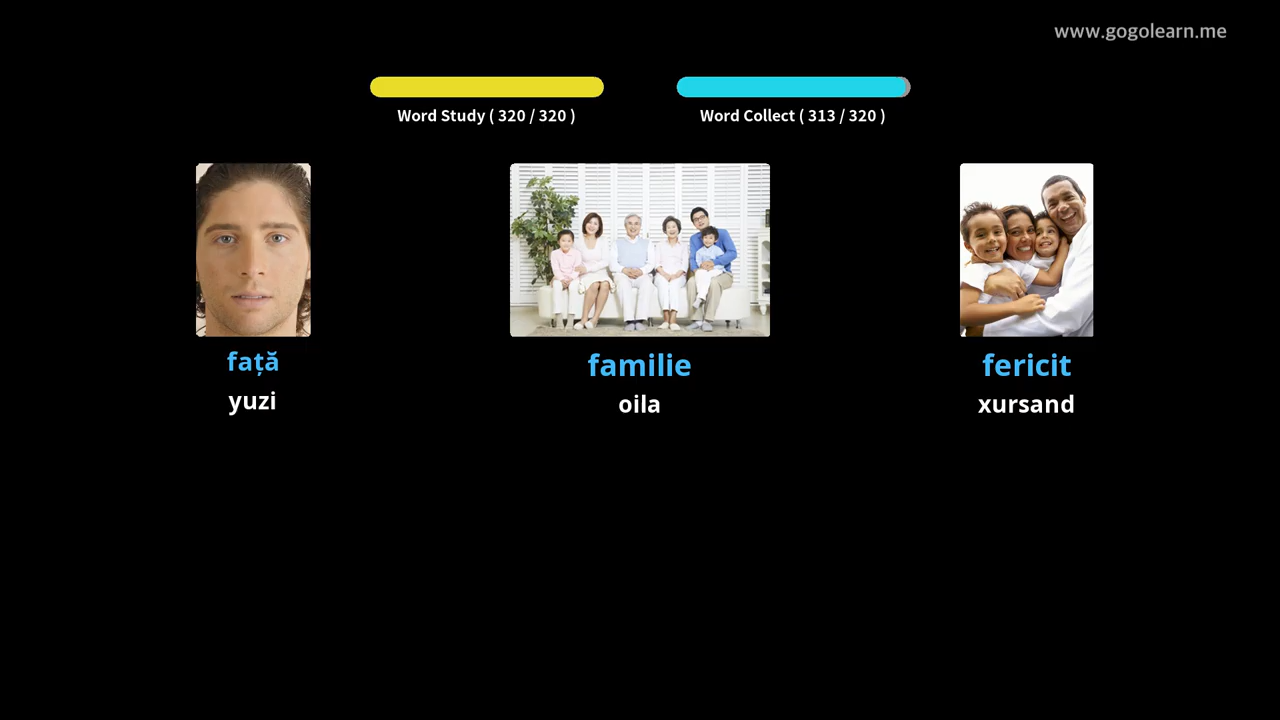 www.gogolearn.me
Word Study ( 320 / 320 )
Word Collect ( 313 / 320 )
față
yuzi
familie
oila
fericit
xursand